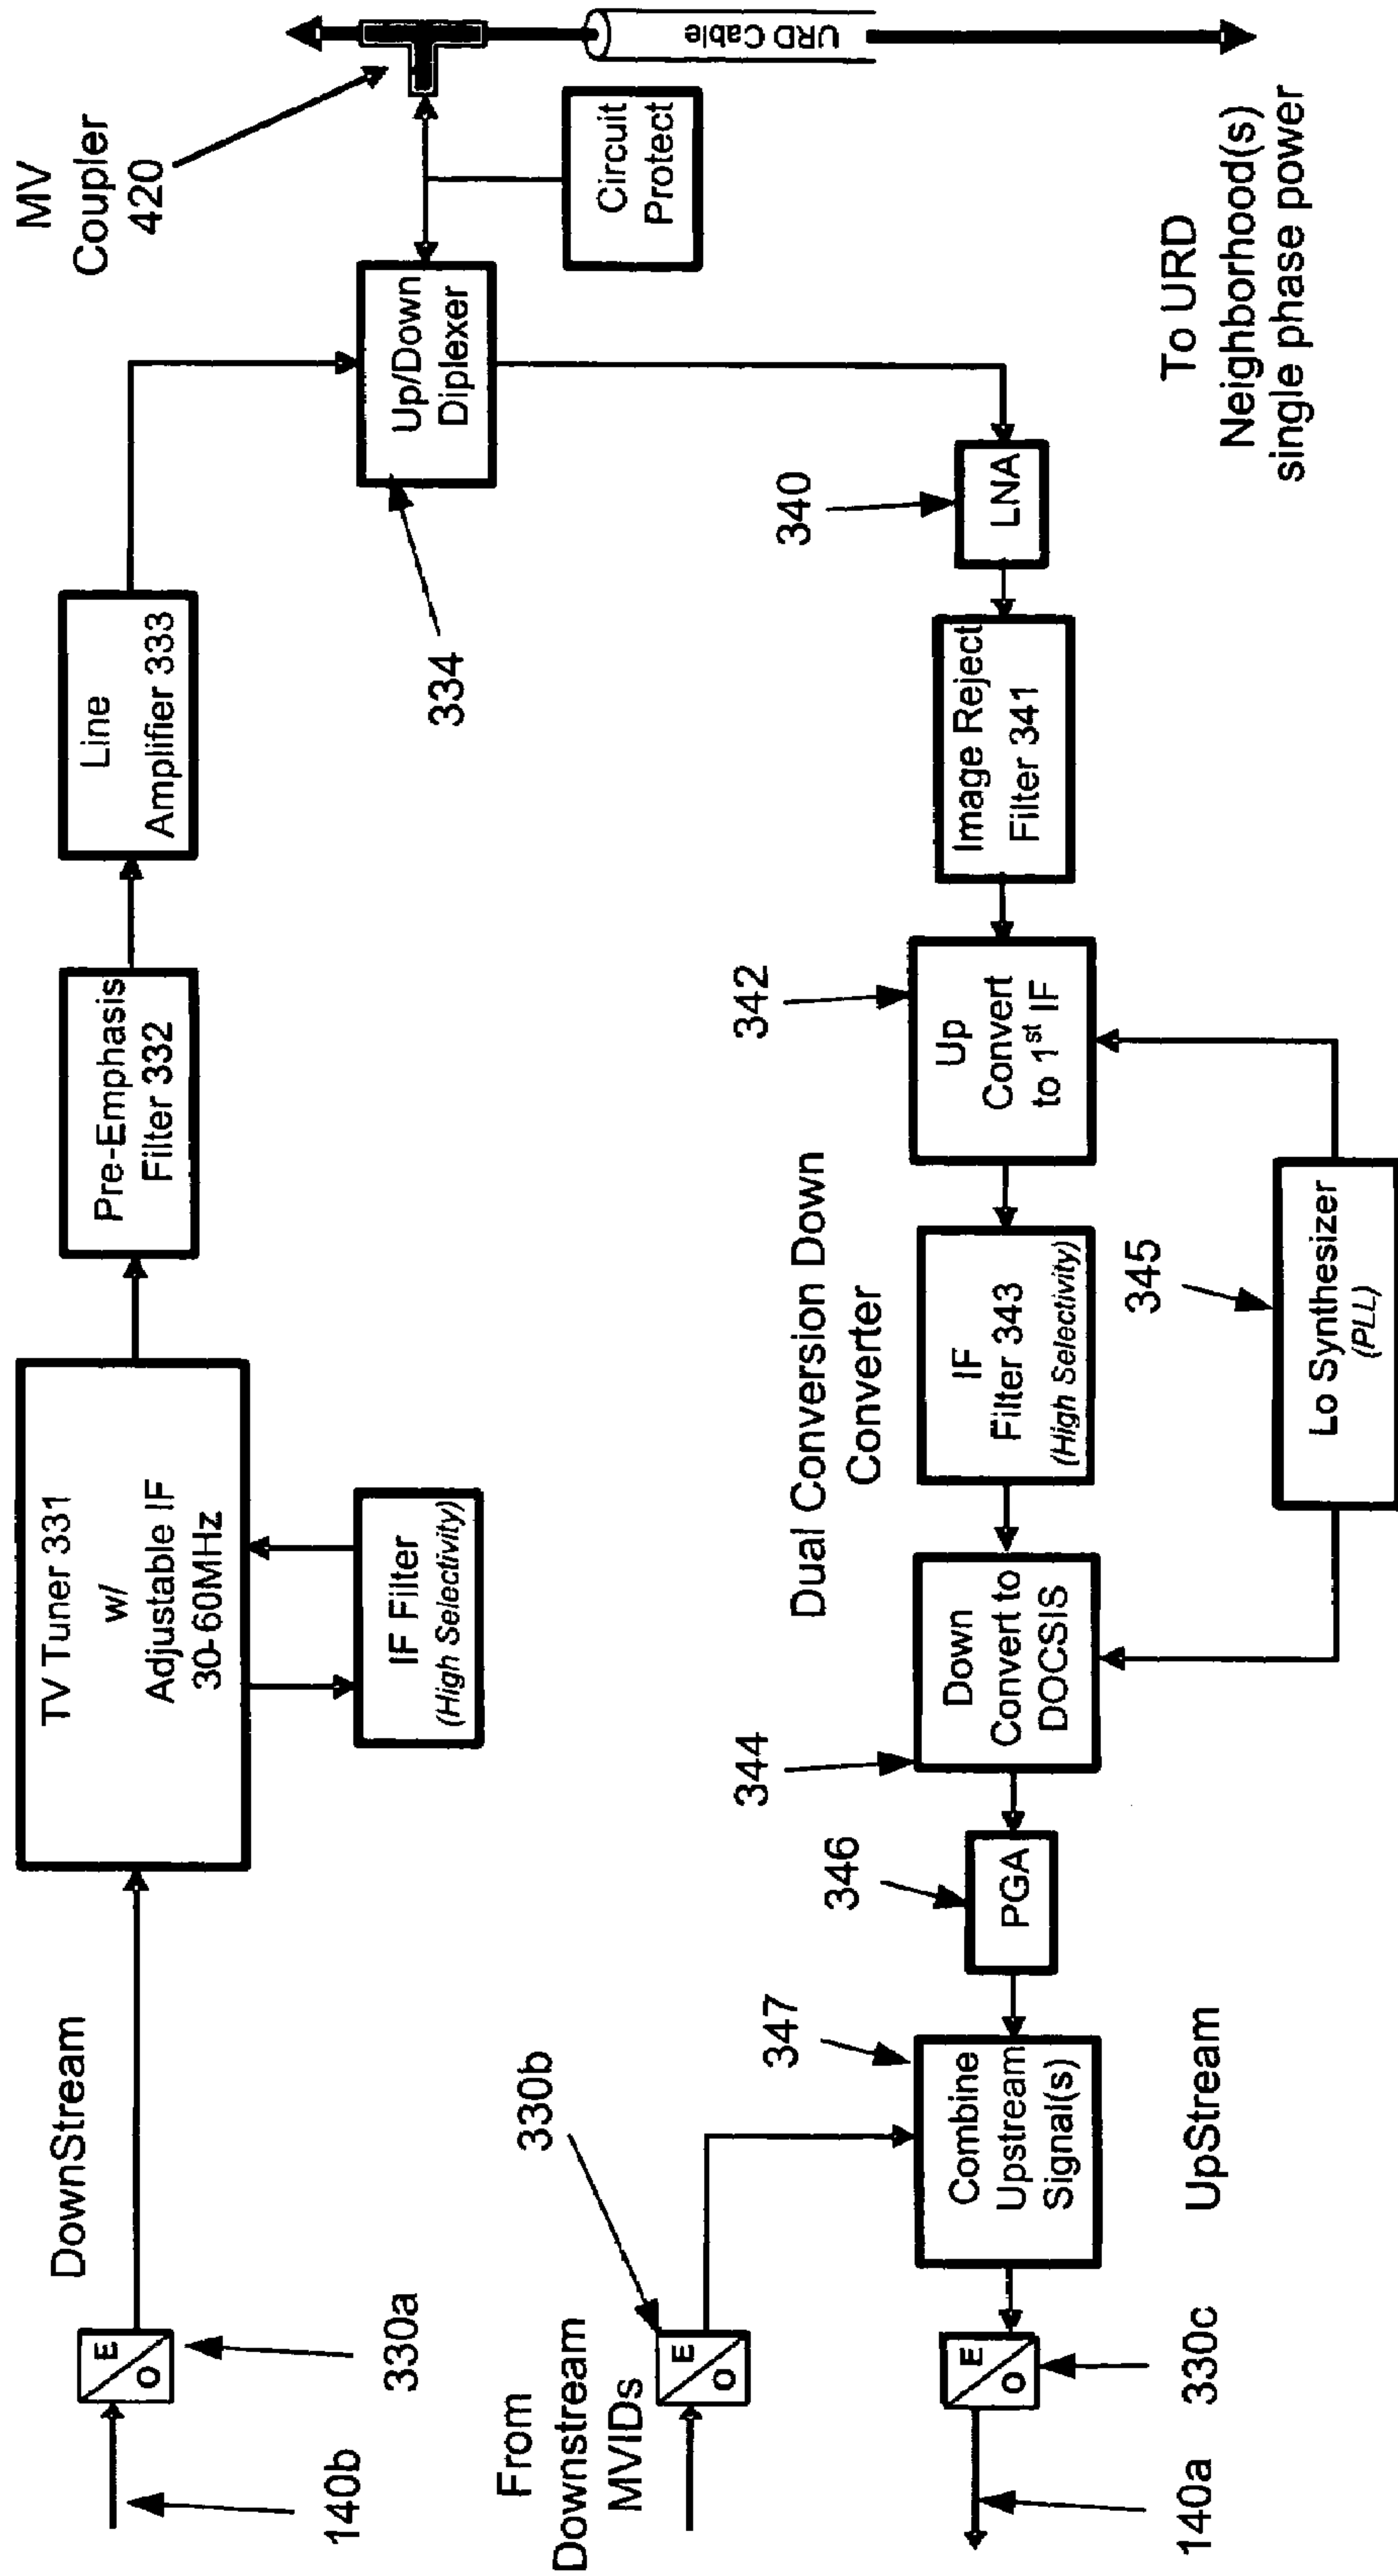 DownStream
140b
E
O
330a
TV Tuner 331
w/
Adjustable IF
30-60MHz
IF Filter
(High Selectivity)
Pre-Emphasis
Filter 332
Line
Amplifier 333
Up/Down
Diplexer
334
MV
Coupler
420
Circuit
Protect
URD Cable
To URD
Neighborhood(s)
single phase power
LNA
340
Image Reject
Filter 341
Up
Convert
to 1st IF
342
Dual Conversion Down
Converter
IF
Filter 343
(High Selectivity)
Lo Synthesizer
(PLL)
345
Down
Convert to
DOCSIS
344
PGA
346
Combine
Upstream
Signal(s)
347
From
Downstream
MVIDs
E
O
330b
E
O
330c
140a
UpStream